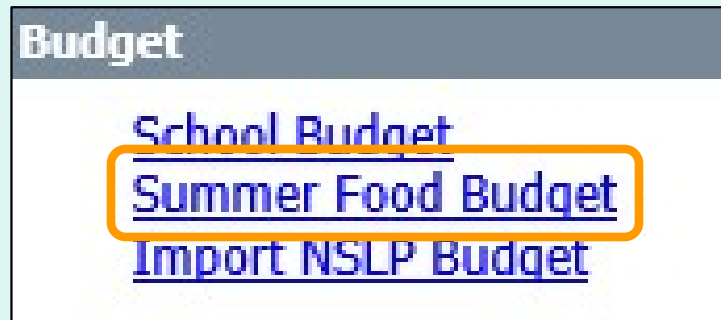 Budget
School Budget
Summer Food Budget
Import NSLP Budget